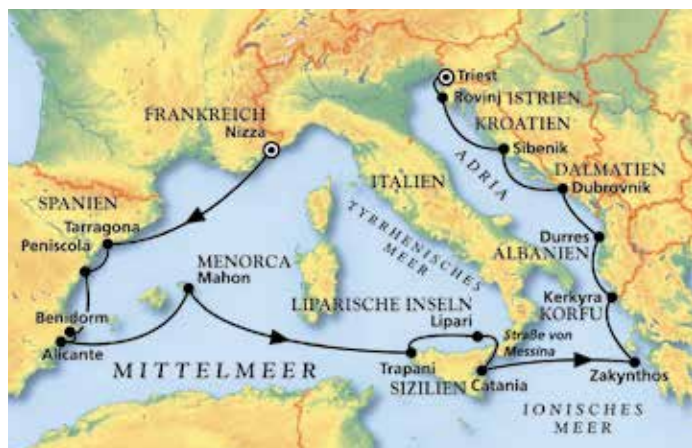 Triest
Rovinj ISTRIEN
KROATIEN
Sibenik
DALMATIEN
Dubrovnik
ADRIA
FRANKREICH
Nizza
ITALIEN
SPANIEN
Tarragona
Peniscola
TYRRHENISCHES
MEER
Durres
ALBANIEN
MENORCA
Mahon
Kerkyra
KORFU
LIPARISCHE INSELN
Lipari
Straße von
Messina
Benidorm
Alicante
MITTELMEER
Trapani
SIZILIEN
Catania
Zakynthos
IONISCHES
MEER